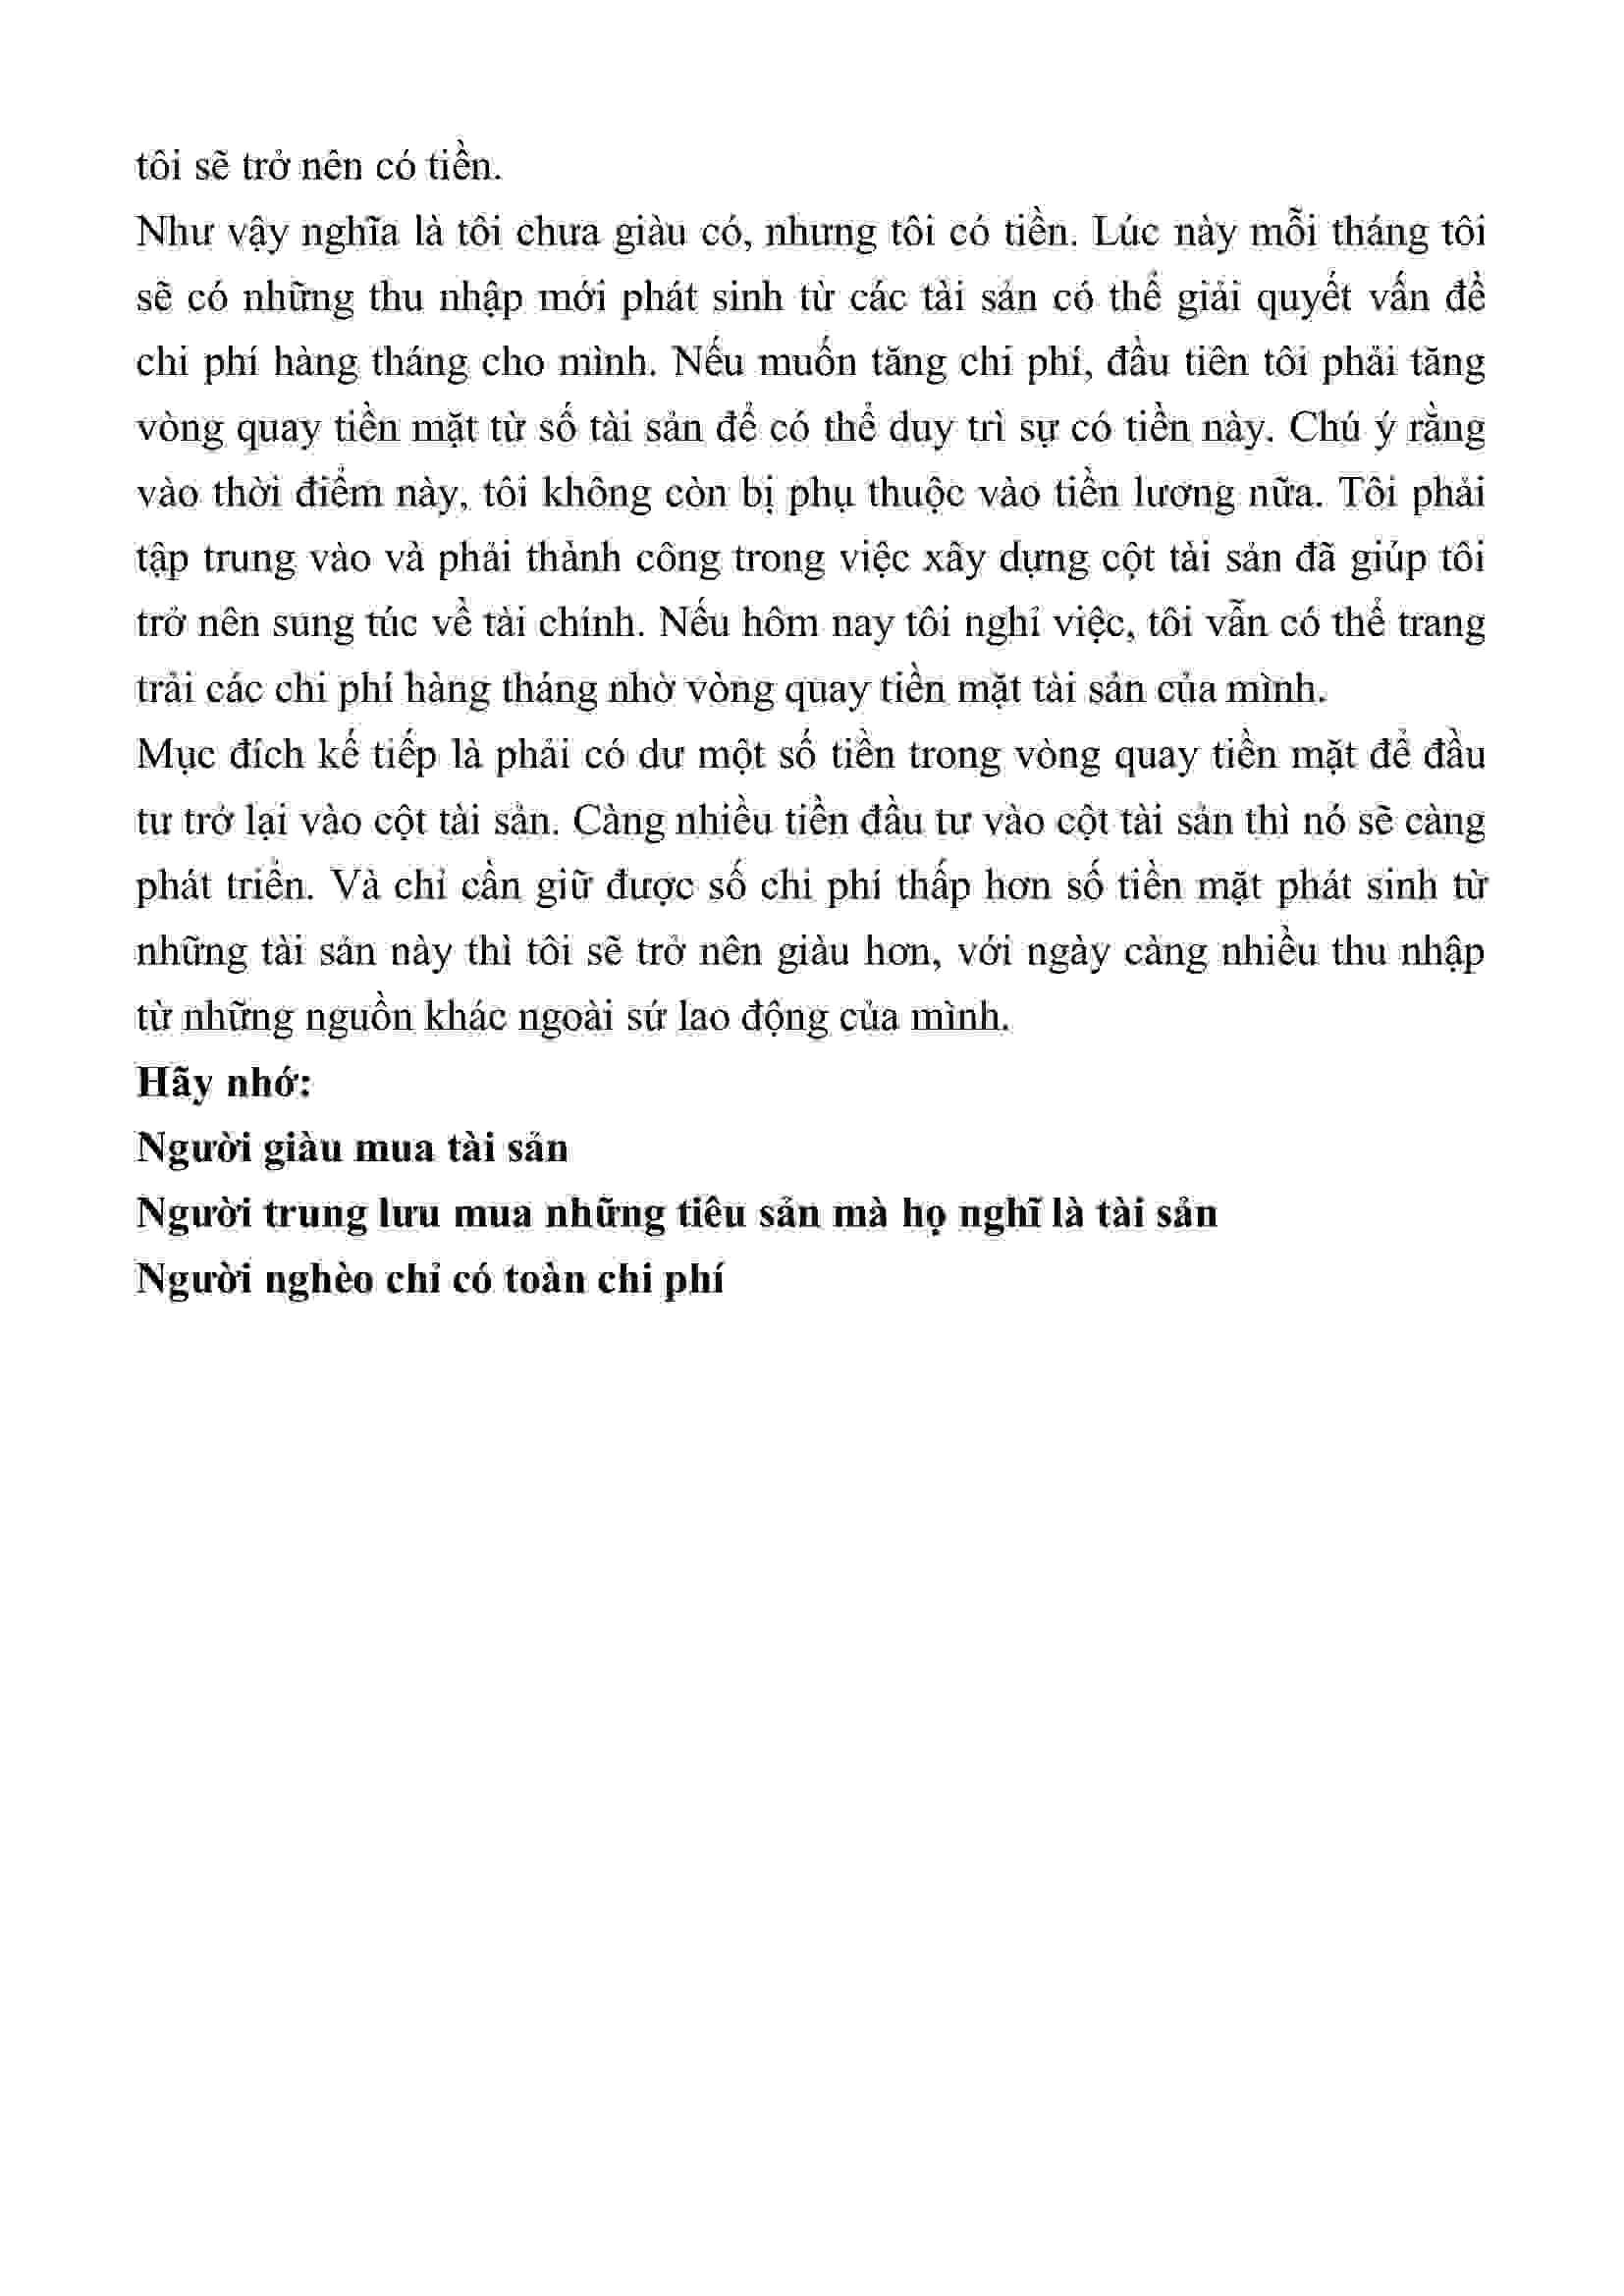 tôi sẽ trở nên có tiền.
Như vậy nghĩa là tôi chưa giàu có, nhưng tôi có tiền. Lúc này mỗi tháng tôi
sẽ có những thu nhập mới phát sinh từ các tài sản có thể giải quyết vấn đề
chi phí hàng tháng cho mình. Nếu muốn tăng chi phí, đầu tiên tôi phải tăng
vòng quay tiền mặt từ số tài sản để có thể duy trì sự có tiền này. Chú ý rằng
vào thời điểm này, tôi không còn bị phụ thuộc vào tiền lương nữa. Tôi phải
tập trung vào và phải thành công trong việc xây dựng cột tài sản đã giúp tôi
trở nên sung túc về tài chính. Nếu hôm nay tôi nghỉ việc, tôi vẫn có thể trang
trải các chi phí hàng tháng nhờ vòng quay tiền mặt tài sản của mình.
Mục đích kế tiếp là phải có dư một số tiền trong vòng quay tiền mặt để đầu
tư trở lại vào cột tài sản. Càng nhiều tiền đầu tư vào cột tài sản thì nó sẽ càng
phát triển. Và chỉ cần giữ được số chi phí thấp hơn số tiền mặt phát sinh từ
những tài sản này thì tôi sẽ trở nên giàu hơn, với ngày càng nhiều thu nhập
từ những nguồn khác ngoài sứ lao động của mình.
Hãy nhớ:
Người giàu mua tài sản
Người trung lưu mua những tiêu sản mà họ nghĩ là tài sản
Người nghèo chỉ có toàn chi phí